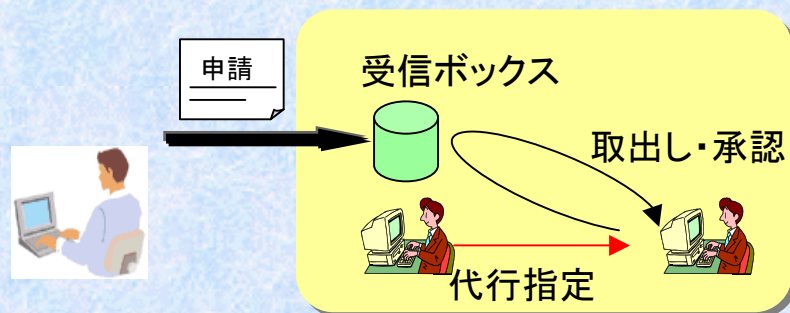 申請
受信ボックス
取出し・承認
代行指定